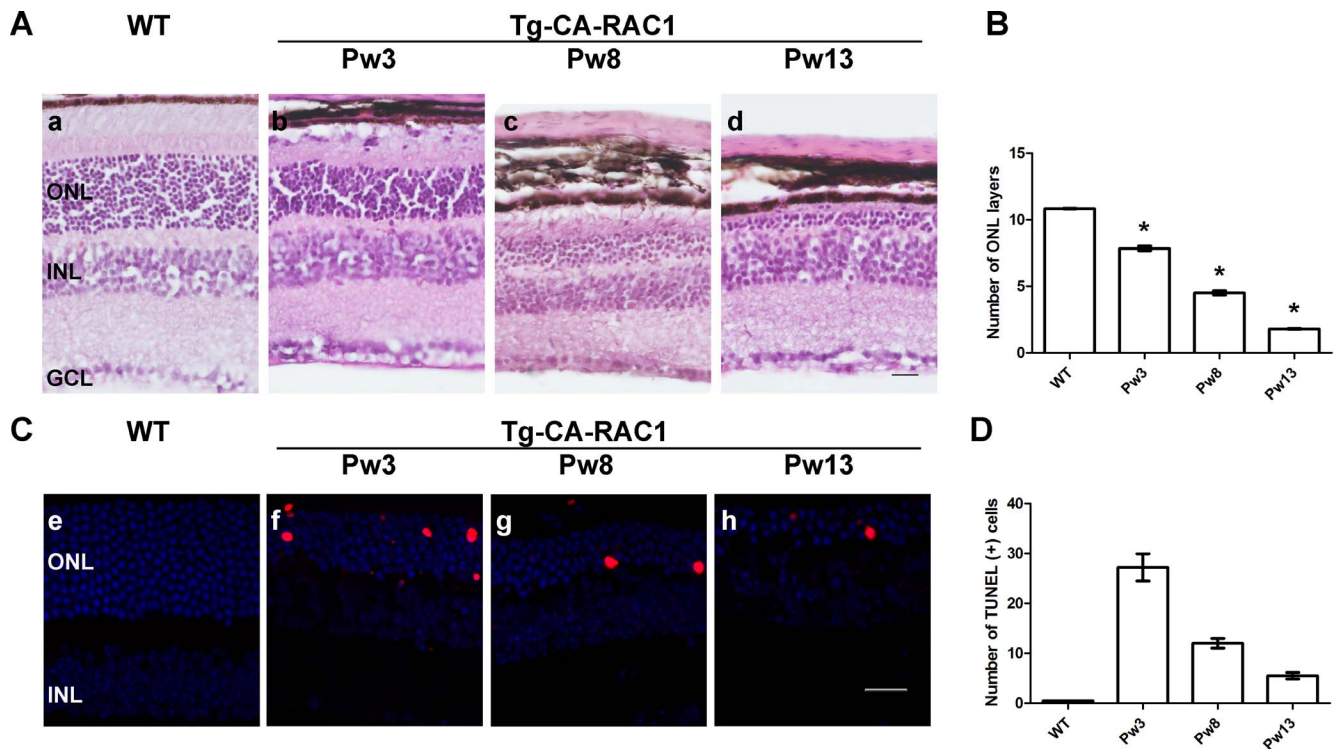 A
WT
Tg-CA-RAC1
Pw3
Pw8
Pw13
a
b
c
d
ONL
INL
GCL
B
Number of ONL layers
15
10
5
0
*
*
*
WT
Pw3
Pw8
Pw13
C
WT
Tg-CA-RAC1
Pw3
Pw8
Pw13
e
f
g
h
ONL
INL
D
Number of TUNEL (+) cells
40
30
20
10
0
WT
Pw3
Pw8
Pw13